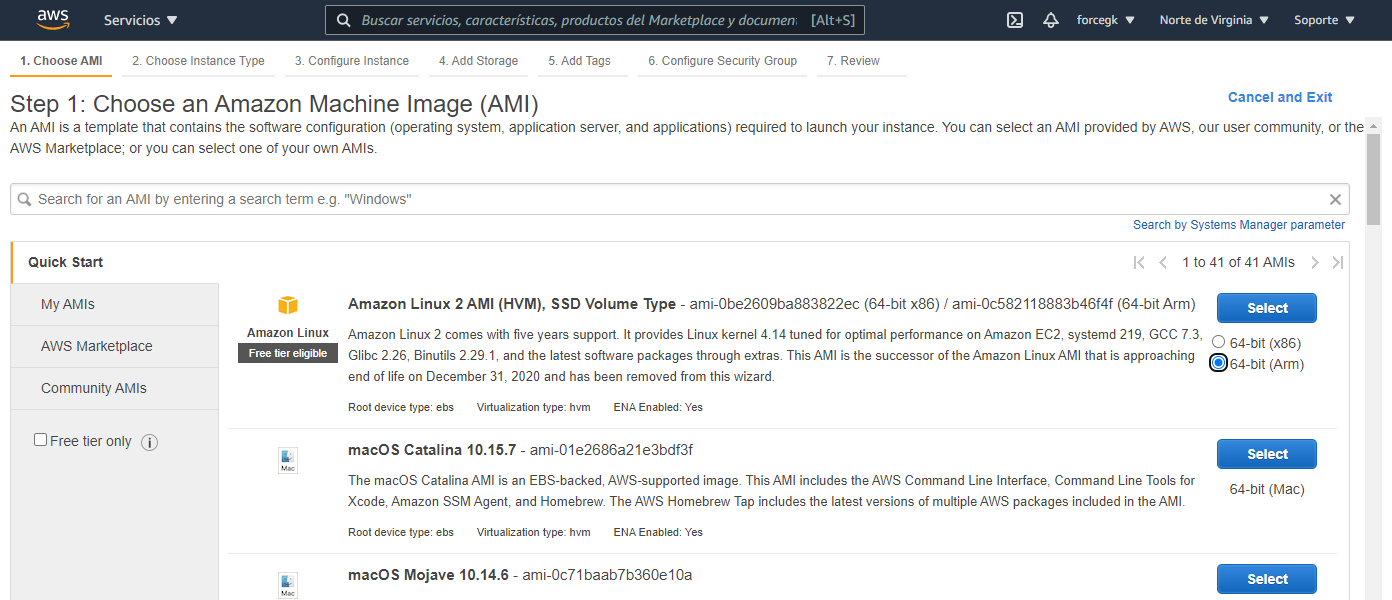 aws
Servicios
Buscar servicios, características, productos del Marketplace y document
[Alt+S]
forcegk
Norte de Virginia
Soporte
1. Choose AMI
2. Choose Instance Type
3. Configure Instance
4. Add Storage
5. Add Tags
6. Configure Security Group
7. Review
Step 1: Choose an Amazon Machine Image (AMI)
Cancel and Exit
An AMI is a template that contains the software configuration (operating system, application server, and applications) required to launch your instance. You can select an AMI provided by AWS, our user community, or the
AWS Marketplace; or you can select one of your own AMIs.
Search for an AMI by entering a search term e.g. "Windows"
Search by Systems Manager parameter
Quick Start
1 to 41 of 41 AMIs
My AMIs
AWS Marketplace
Community AMIs
Free tier only
Amazon Linux
Free tier eligible
Amazon Linux 2 AMI (HVM), SSD Volume Type - ami-0be2609ba883822ec (64-bit x86) / ami-0c582118883b46f4f (64-bit Arm)
Amazon Linux 2 comes with five years support. It provides Linux kernel 4.14 tuned for optimal performance on Amazon EC2, systemd 219, GCC 7.3,
Glibc 2.26, Binutils 2.29.1, and the latest software packages through extras. This AMI is the successor of the Amazon Linux AMI that is approaching
end of life on December 31, 2020 and has been removed from this wizard.
Root device type: ebs
Virtualization type: hvm
ENA Enabled: Yes
Select
64-bit (x86)
64-bit (Arm)
Mac
macOS Catalina 10.15.7 - ami-01e2686a21e3bdf3f
The macOS Catalina AMI is an EBS-backed, AWS-supported image. This AMI includes the AWS Command Line Interface, Command Line Tools for
Xcode, Amazon SSM Agent, and Homebrew. The AWS Homebrew Tap includes the latest versions of multiple AWS packages included in the AMI.
Root device type: ebs
Virtualization type: hvm
ENA Enabled: Yes
Select
64-bit (Mac)
Mac
macOS Mojave 10.14.6 - ami-0c71baab7b360e10a
Select